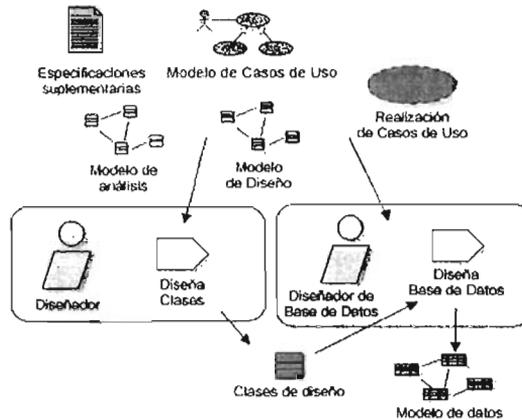 Especificaciones
suplementarias
Modelo de Casos de Uso
Realización
de Casos de Uso
Modelo de
análisis
Modelo
de Diseño
Diseñador
Diseña
Clases
Diseñador de
Base de Datos
Diseña
Base de Datos
Clases de diseño
Modelo de datos